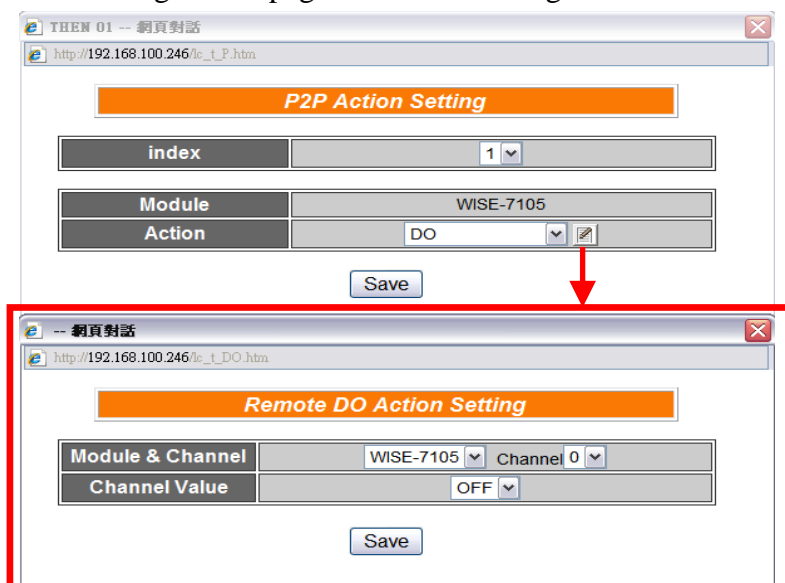 THEN 01 -- 網頁對話
http://192.168.100.246/lc_t_P.htm
P2P Action Setting
index 1
Module WISE-7105
Action DO
Save
-- 網頁對話
http://192.168.100.246/lc_t_DO.htm
Remote DO Action Setting
Module & Channel WISE-7105 Channel 0
Channel Value OFF
Save